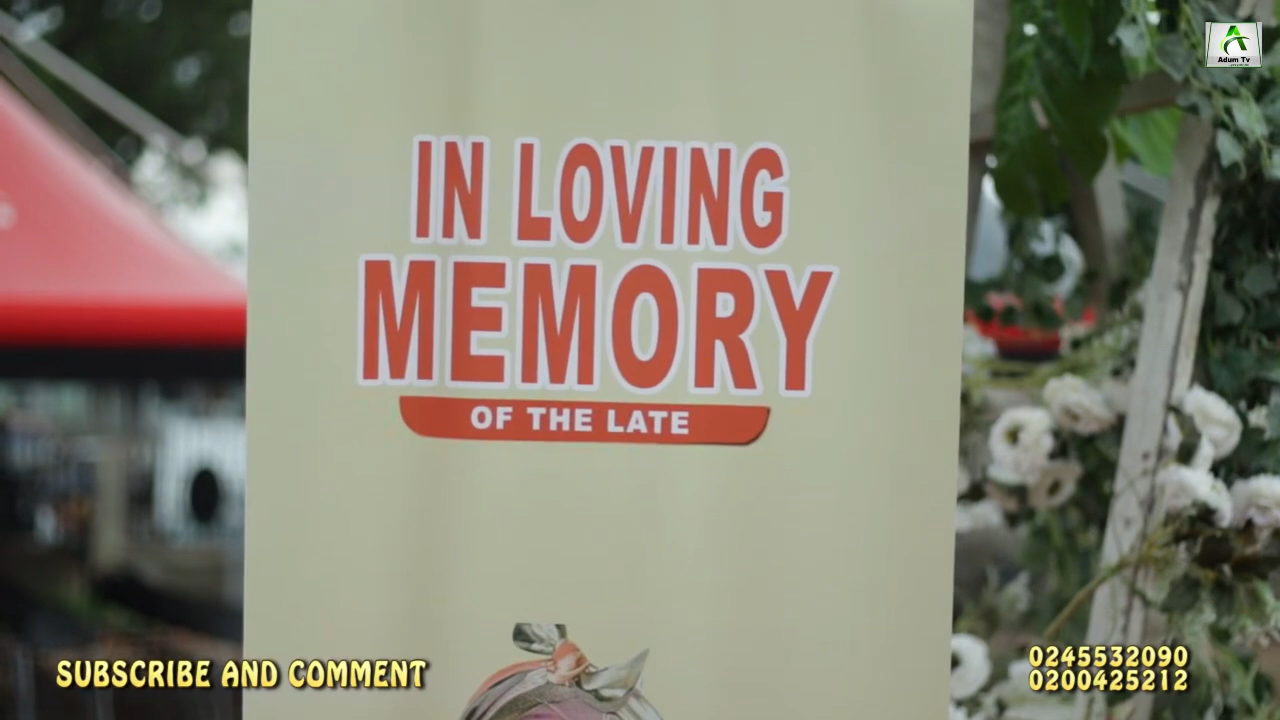 Adum Tv
IN LOVING
MEMORY
OF THE LATE
SUBSCRIBE AND COMMENT
0245532090
0200425212